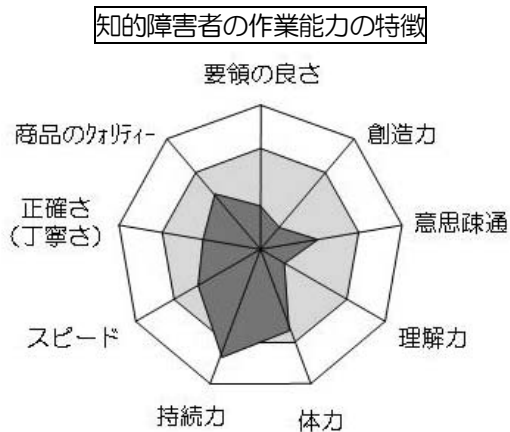 知的障害者の作業能力の特徴
要領の良さ
創造力
意思疎通
理解力
体力
持続力
スピード
正確さ
(丁寧さ)
商品のｸｫﾘﾃｨｰ